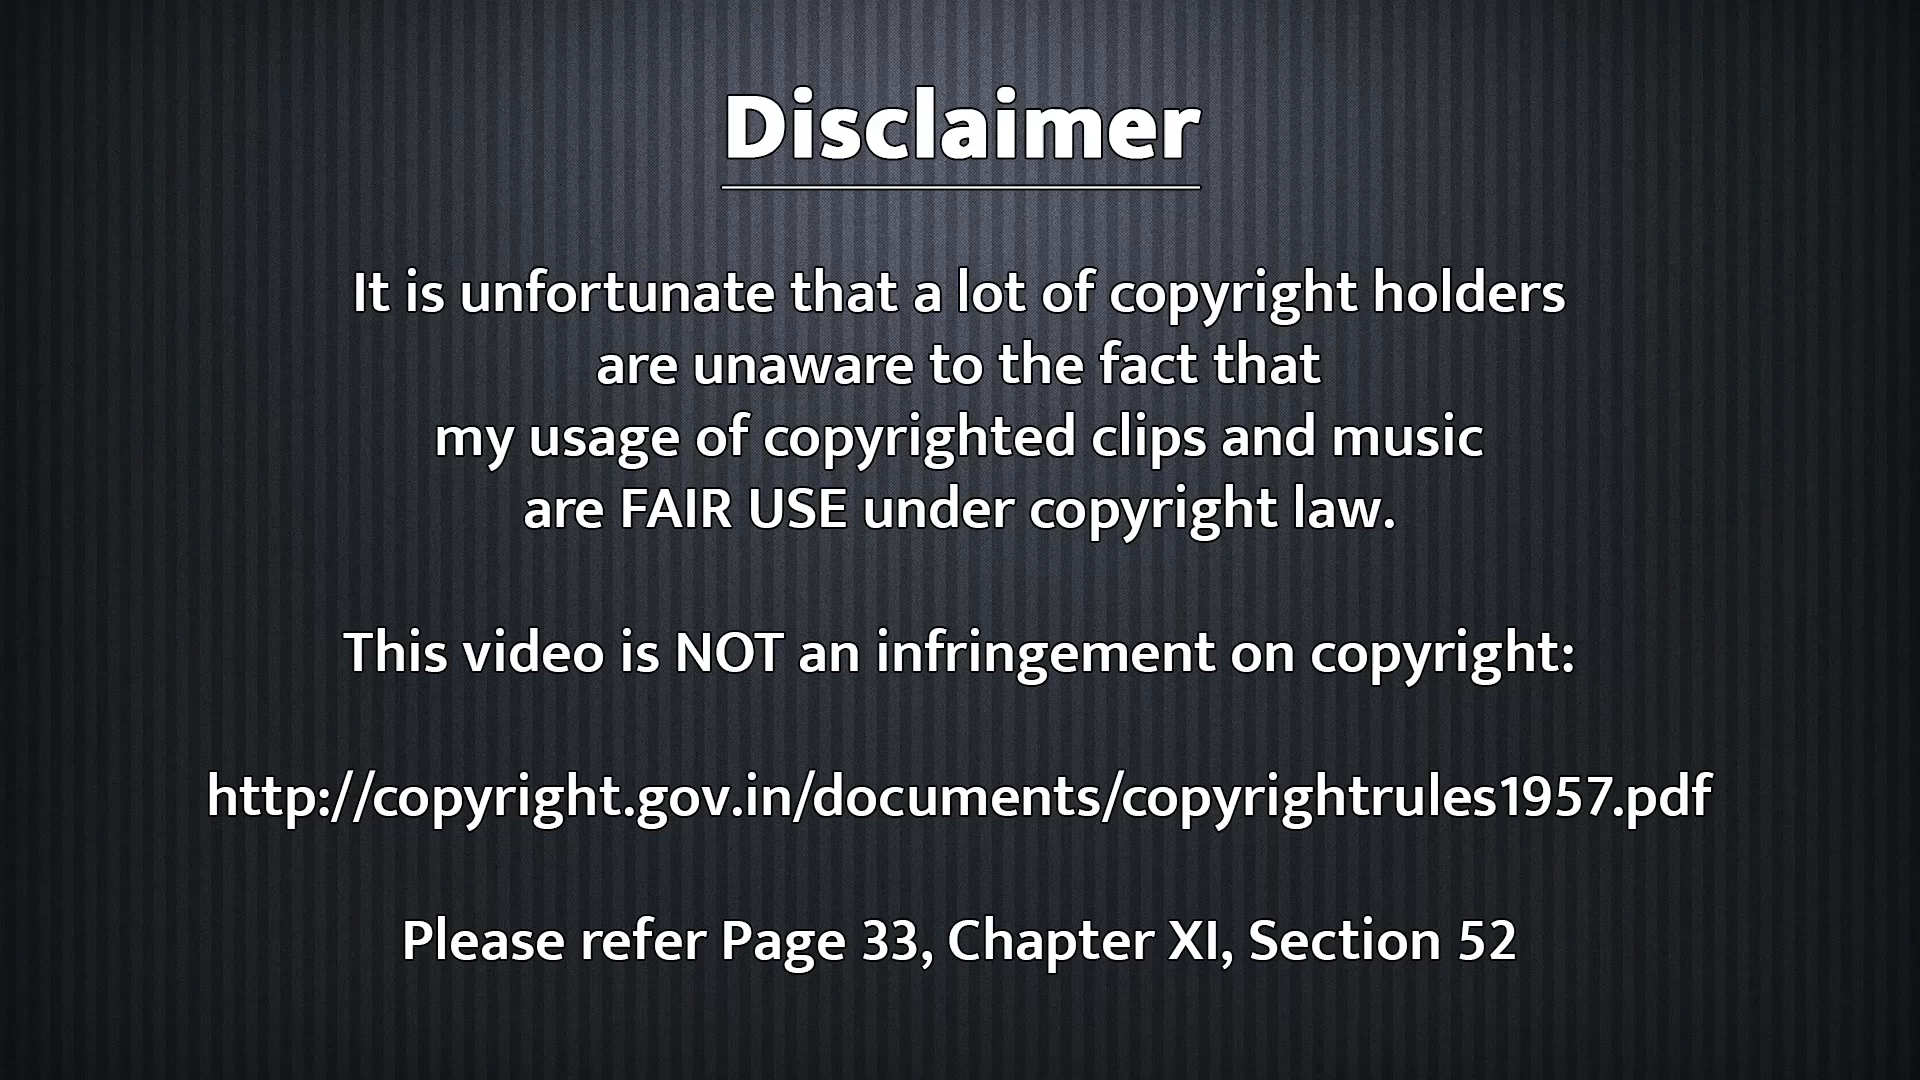 Disclaimer
It is unfortunate that a lot of copyright holders
are unaware to the fact that
my usage of copyrighted clips and music
are FAIR USE under copyright law.
This video is NOT an infringement on copyright:
http://copyright.gov.in/documents/copyrightrules1957.pdf
Please refer Page 33, Chapter XI, Section 52